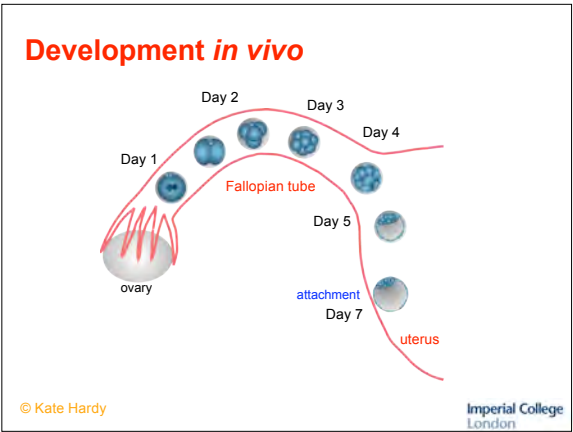 Development in vivo
Day 2
Day 3
Day 4
Day 1
Fallopian tube
Day 5
ovary
attachment
Day 7
uterus
© Kate Hardy
Imperial College
London